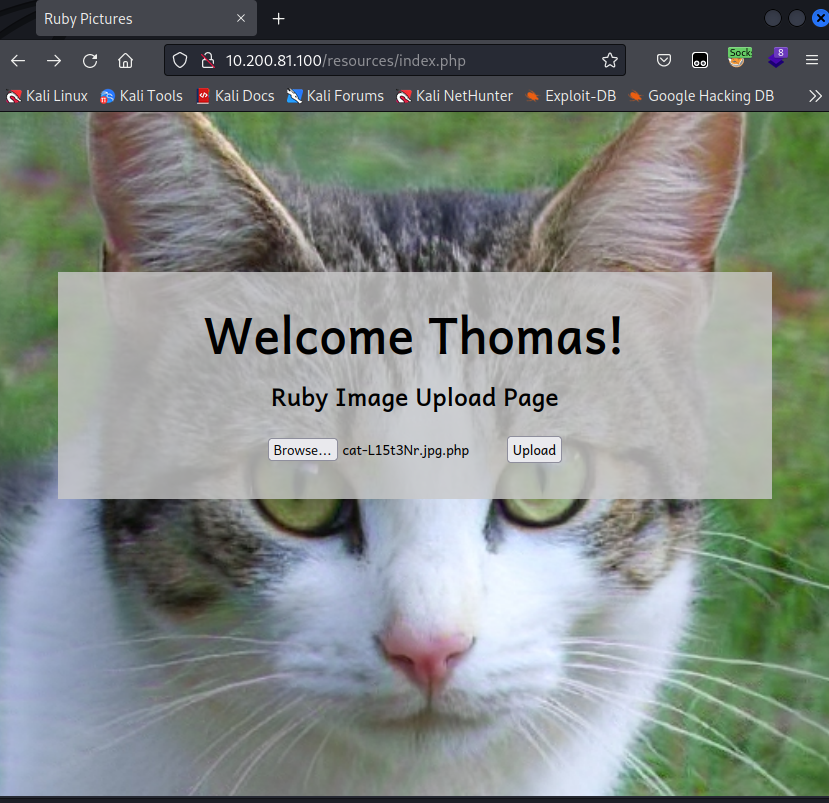 Ruby Pictures
10.200.81.100/resources/index.php
Sock
8
Kali Linux
Kali Tools
Kali Docs
Kali Forums
Kali NetHunter
Exploit-DB
Google Hacking DB
Welcome Thomas!
Ruby Image Upload Page
Browse... cat-L15t3Nr.jpg.php Upload